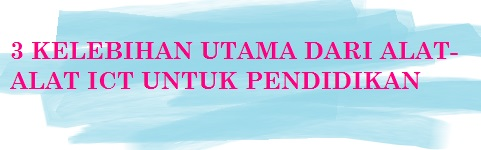 3 KELEBIHAN UTAMA DARI ALAT-
ALAT ICT UNTUK PENDIDIKAN